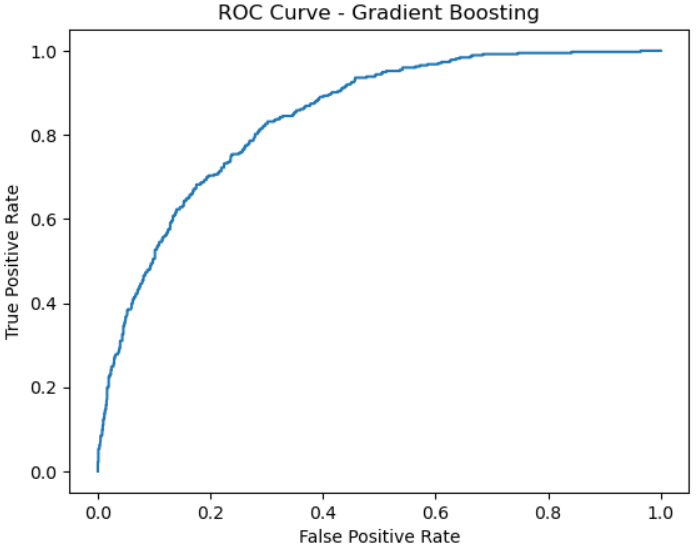 ROC Curve - Gradient Boosting
True Positive Rate
1.0
0.8
0.6
0.4
0.2
0.0
0.0 0.2 0.4 0.6 0.8 1.0
False Positive Rate